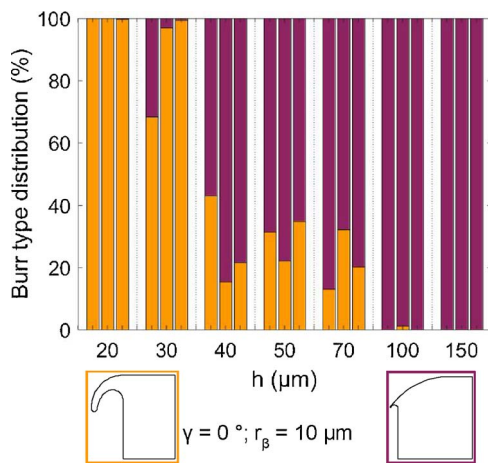 Burr type distribution (%)
100
80
60
40
20
0
20 30 40 50 70 100 150
h (µm)
γ = 0 °; rβ = 10 µm